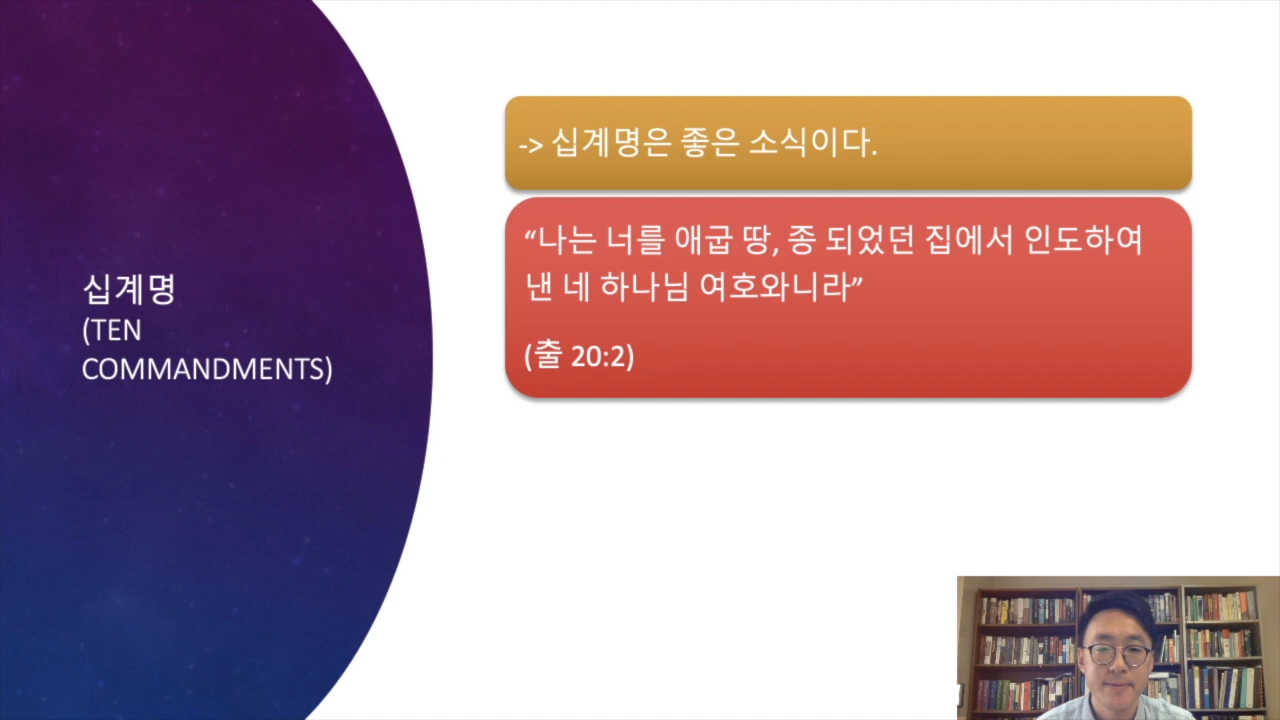 십계명
(TEN
COMMANDMENTS)
-> 십계명은 좋은 소식이다.
“나는 너를 애굽 땅, 종 되었던 집에서 인도하여
낸 네 하나님 여호와니라”
(출 20:2)